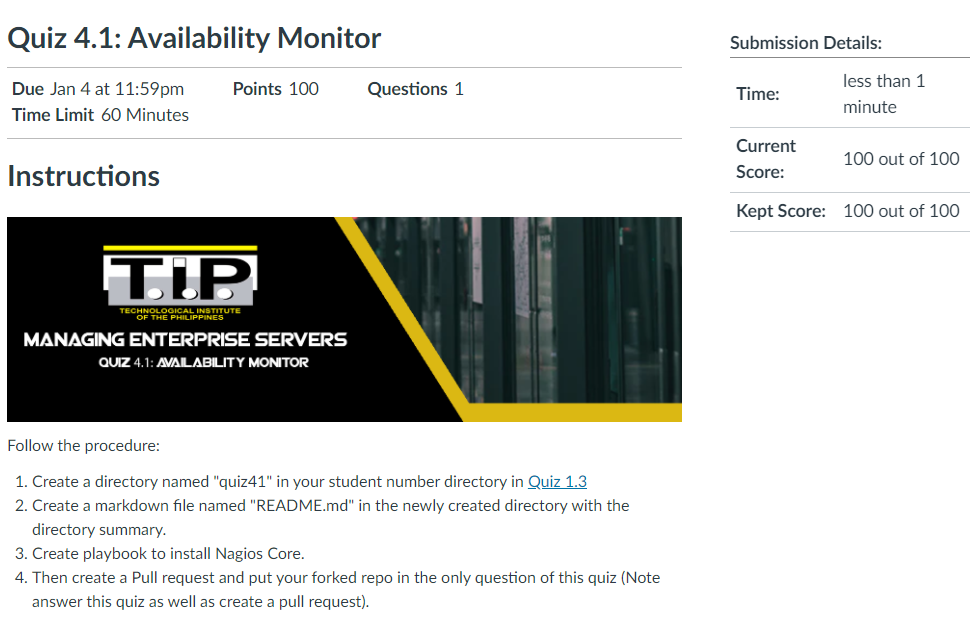 Quiz 4.1: Availability Monitor
Due Jan 4 at 11:59pm Points 100 Questions 1
Time Limit 60 Minutes
Instructions
T.I.P
TECHNOLOGICAL INSTITUTE
OF THE PHILIPPINES
MANAGING ENTERPRISE SERVERS
QUIZ 4.1: AVAILABILITY MONITOR
Follow the procedure:
1. Create a directory named "quiz41" in your student number directory in Quiz 1.3
2. Create a markdown file named "README.md" in the newly created directory with the
directory summary.
3. Create playbook to install Nagios Core.
4. Then create a Pull request and put your forked repo in the only question of this quiz (Note
answer this quiz as well as create a pull request).
Submission Details:
Time: less than 1
minute
Current
Score: 100 out of 100
Kept Score: 100 out of 100